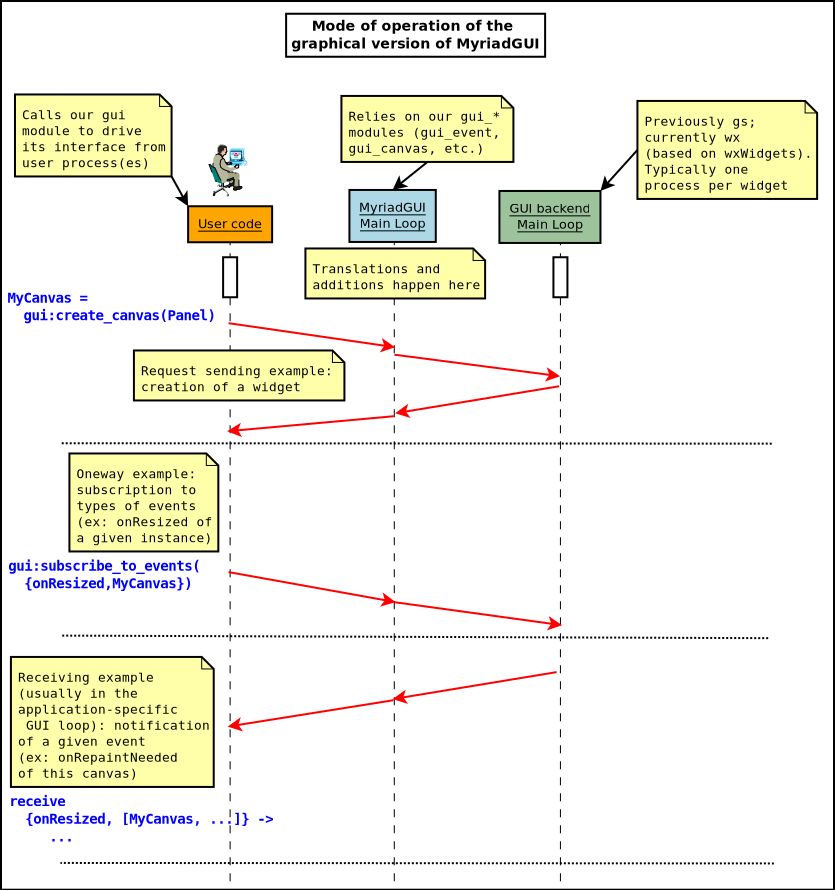 Mode of operation of the
graphical version of MyriadGUI
Calls our gui
module to drive
its interface from
user process(es)
Relies on our gui_*
modules (gui_event,
gui_canvas, etc.)
Previously gs;
currently wx
(based on wxWidgets).
Typically one
process per widget
User code
MyriadGUI
Main Loop
GUI backend
Main Loop
Translations and
additions happen here
MyCanvas =
gui:create_canvas(Panel)
Request sending example:
creation of a widget
Oneway example:
subscription to
types of events
(ex: onResized of
a given instance)
gui:subscribe_to_events(
{onResized,MyCanvas})
Receiving example
(usually in the
application-specific
GUI loop): notification
of a given event
(ex: onRepaintNeeded
of this canvas)
receive
{onResized, [MyCanvas, ...]} ->
...